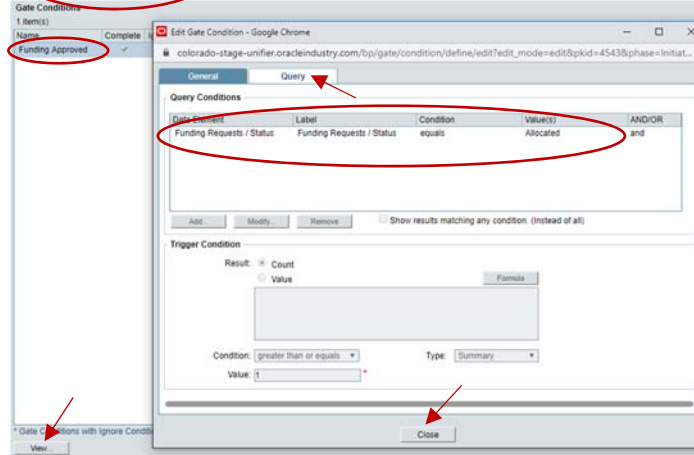 Gate Conditions
1 item(s)
Name Complete
Funding Approved
* Gate Conditions with Ignore
View...
Edit Gate Condition - Google Chrome
colorado-stage-unifier.oracleindustry.com/bp/gate/condition/define/edit?edit_mode=edit&pkid=4543&phase=Initiat...
General Query
Query Conditions
Data Element Label Condition Value(s) AND/OR
Funding Requests / Status Funding Requests / Status equals Allocated and
Add... Modify... Remove Show results matching any condition. (Instead of all)
Trigger Condition
Result: Count
Value Formula
Condition: greater than or equals Type: Summary
Value: 1 *
Close